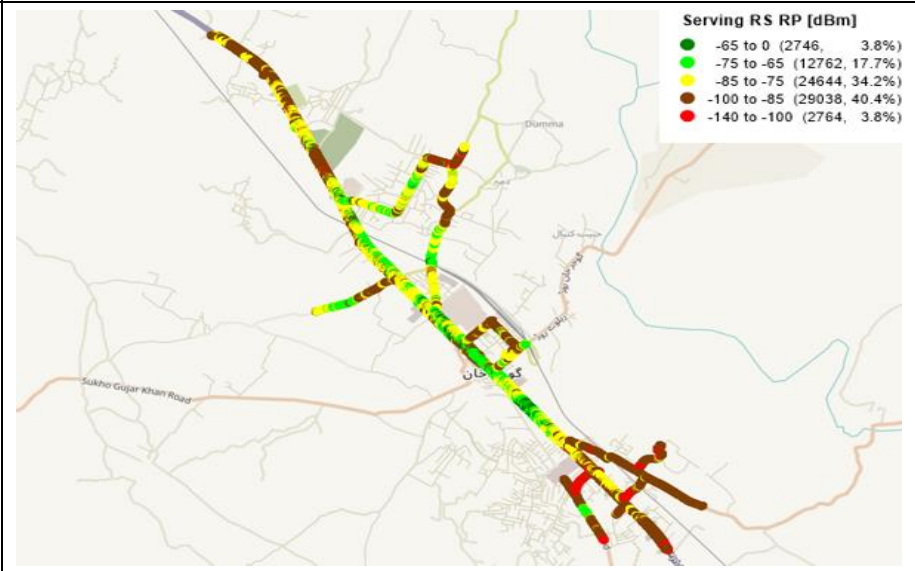 Serving RS RP [dBm]
-65 to 0 (2746, 3.8%)
-75 to -65 (12762, 17.7%)
-85 to -75 (24644, 34.2%)
-100 to -85 (29038, 40.4%)
-140 to -100 (2764, 3.8%)
Dumma
حبیب کنیال
Sukho Gujar Khan Road